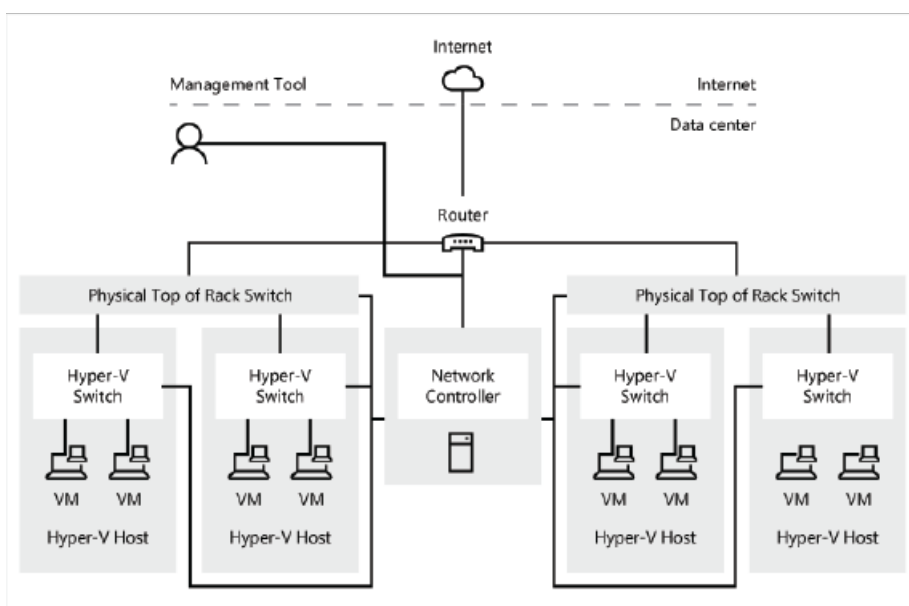 Internet
Management Tool
Internet
Data center
Router
Physical Top of Rack Switch
Physical Top of Rack Switch
Hyper-V
Switch
Hyper-V
Switch
Network
Controller
Hyper-V
Switch
Hyper-V
Switch
VM
VM
VM
VM
VM
VM
VM
VM
Hyper-V Host
Hyper-V Host
Hyper-V Host
Hyper-V Host